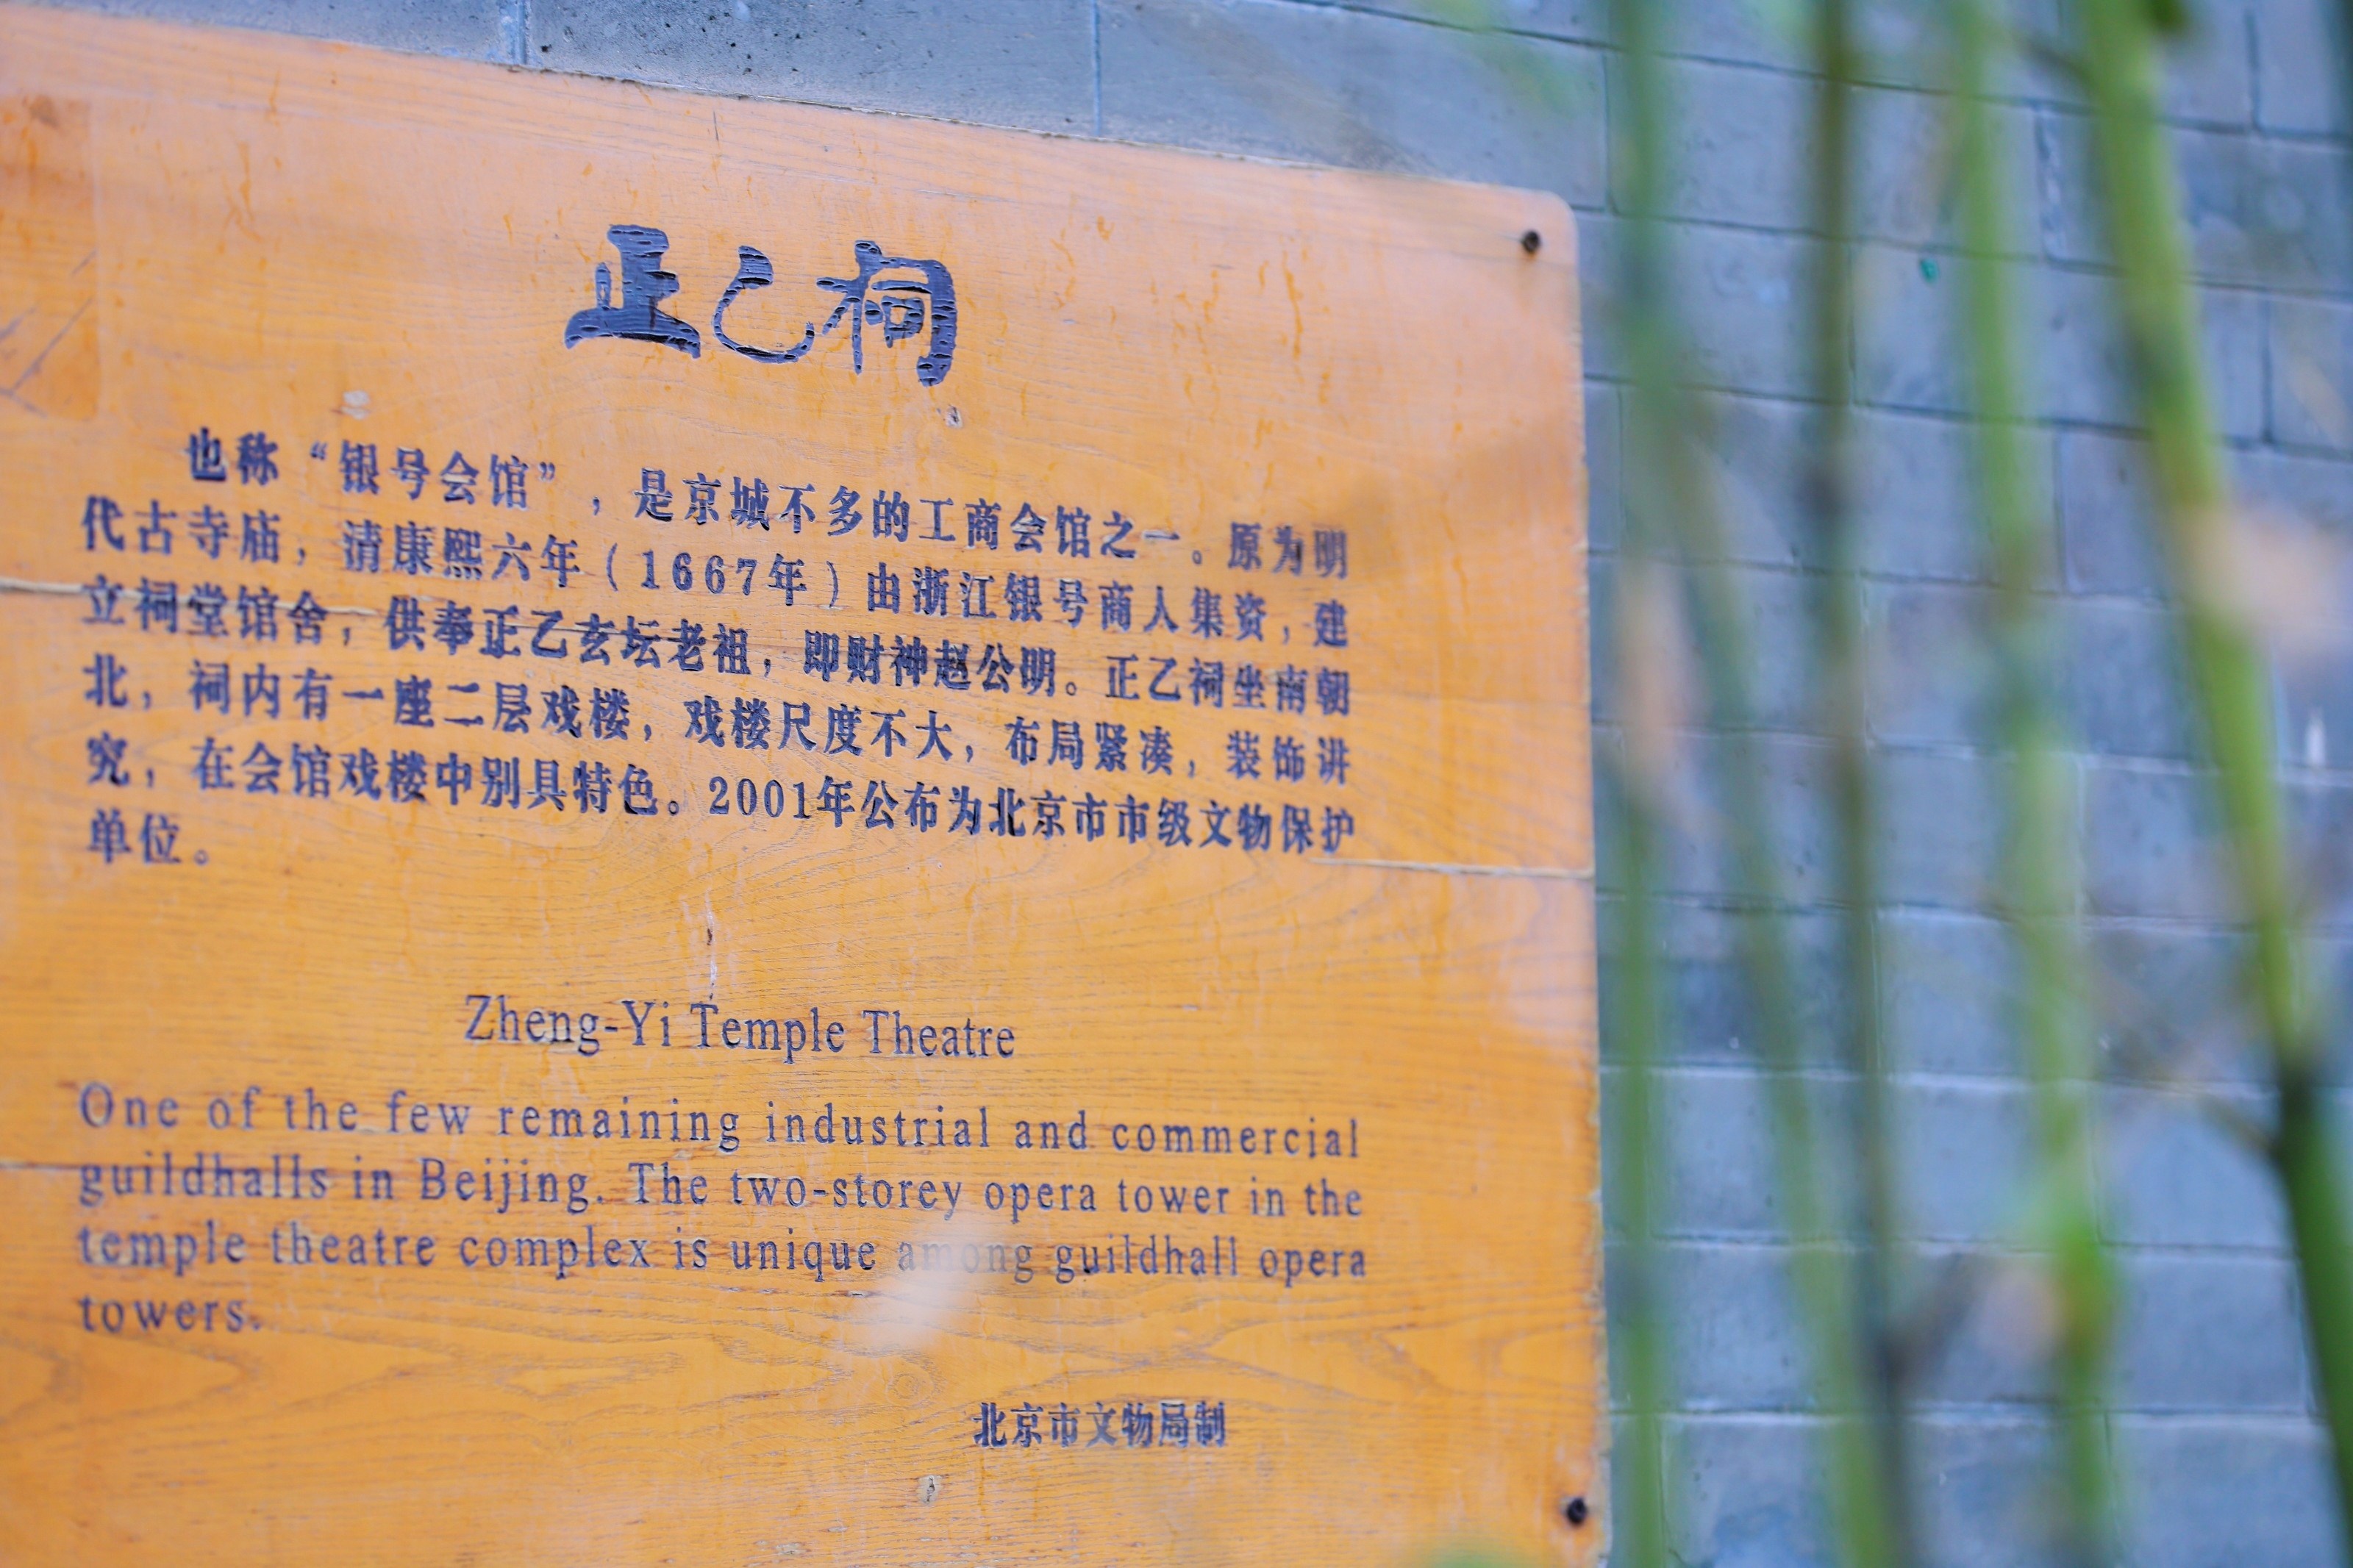 正乙祠
也称“银号会馆”，是京城不多的工商会馆之一。原为明
代古寺庙，清康熙六年（1667年）由浙江银号商人集资，建
立祠堂馆舍，供奉正乙玄坛老祖，即财神赵公明。正乙祠坐南朝
北，祠内有一座二层戏楼，戏楼尺度不大，布局紧凑，装饰讲
究，在会馆戏楼中别具特色。2001年公布为北京市市级文物保护
单位。
Zheng-Yi Temple Theatre
One of the few remaining industrial and commercial
guildhalls in Beijing. The two-storey opera tower in the
temple theatre complex is unique among guildhall opera
towers.
北京市文物局制